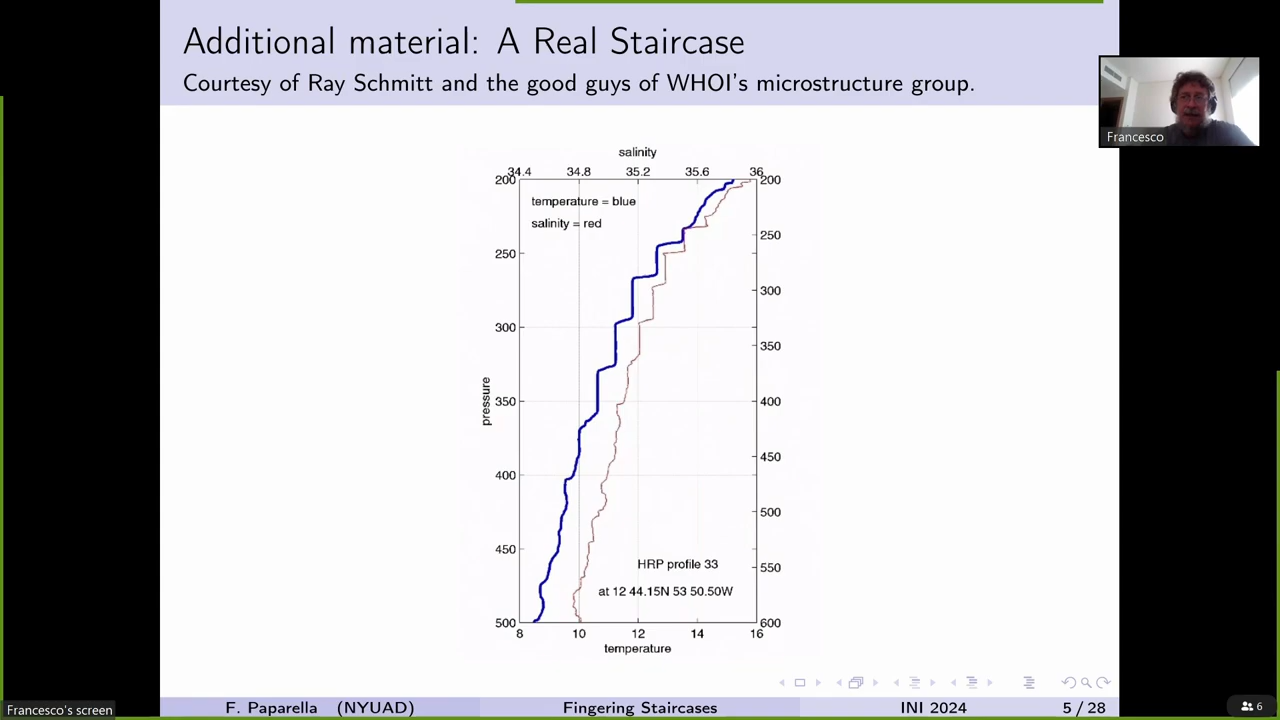 Additional material: A Real Staircase
Courtesy of Ray Schmitt and the good guys of WHOI's microstructure group.
Francesco
salinity
34.4 34.8 35.2 35.6 36
200 200
temperature = blue
salinity = red
250
250
300
300
350
350
400
pressure
450
400
500
450
550
HRP profile 33
at 12 44.15N 53 50.50W
500 600
8 10 12 14 16
temperature
Francesco's screen
F. Paparella (NYUAD) Fingering Staircases INI 2024 5 / 28
6